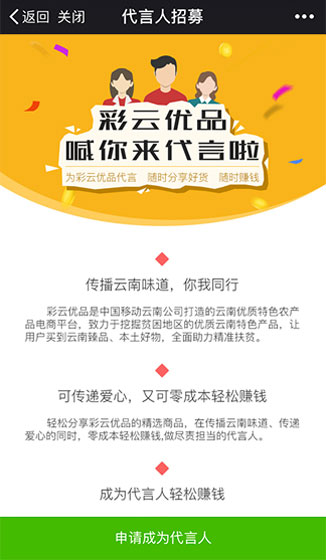 返回 关闭 代言人招募
彩云优品
喊你来代言啦
为彩云优品代言 随时分享好货 随时赚钱
传播云南味道，你我同行
彩云优品是中国移动云南公司打造的云南优质特色农产
品电商平台，致力于挖掘贫困地区的优质云南特色产品，让
用户买到云南臻品、本土好物，全面助力精准扶贫。
可传递爱心，又可零成本轻松赚钱
轻松分享彩云优品的精选商品，在传播云南味道、传递
爱心的同时，零成本轻松赚钱,做尽责担当的代言人。
成为代言人轻松赚钱
申请成为代言人